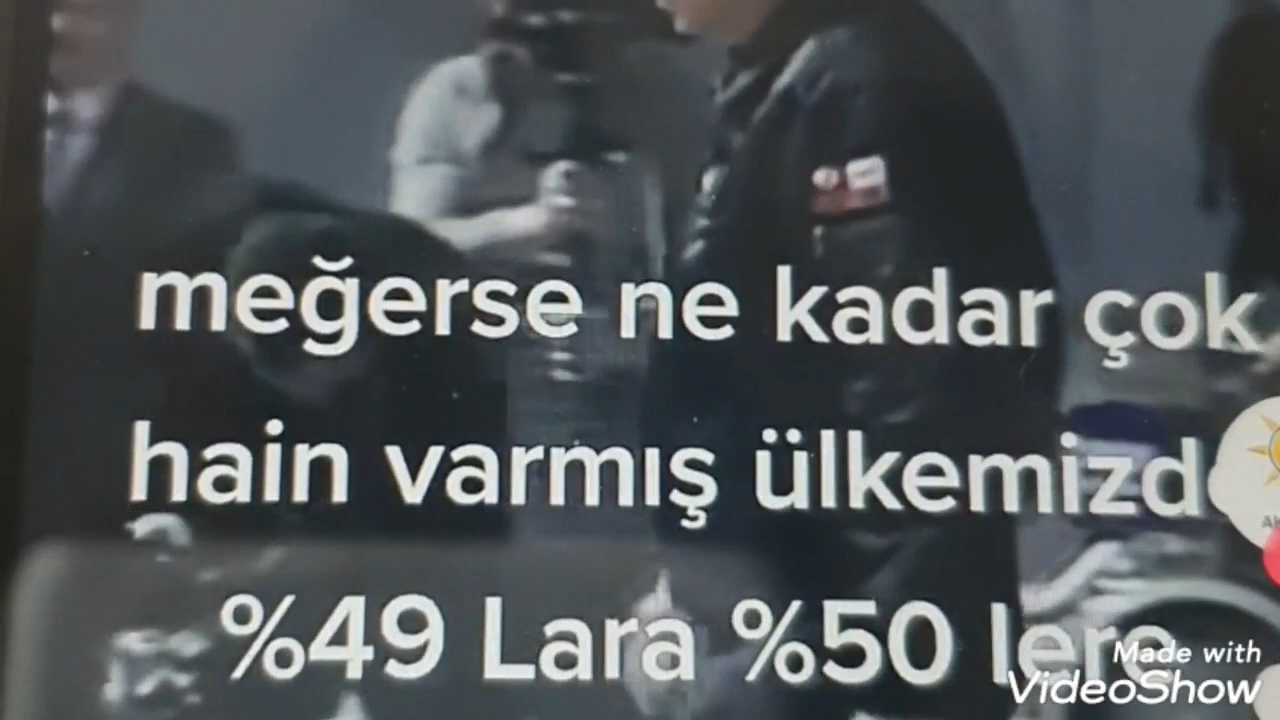 meğerse ne kadar çok
hain varmış ülkemizd
%49 Lara %50 lere
Made with
VideoShow